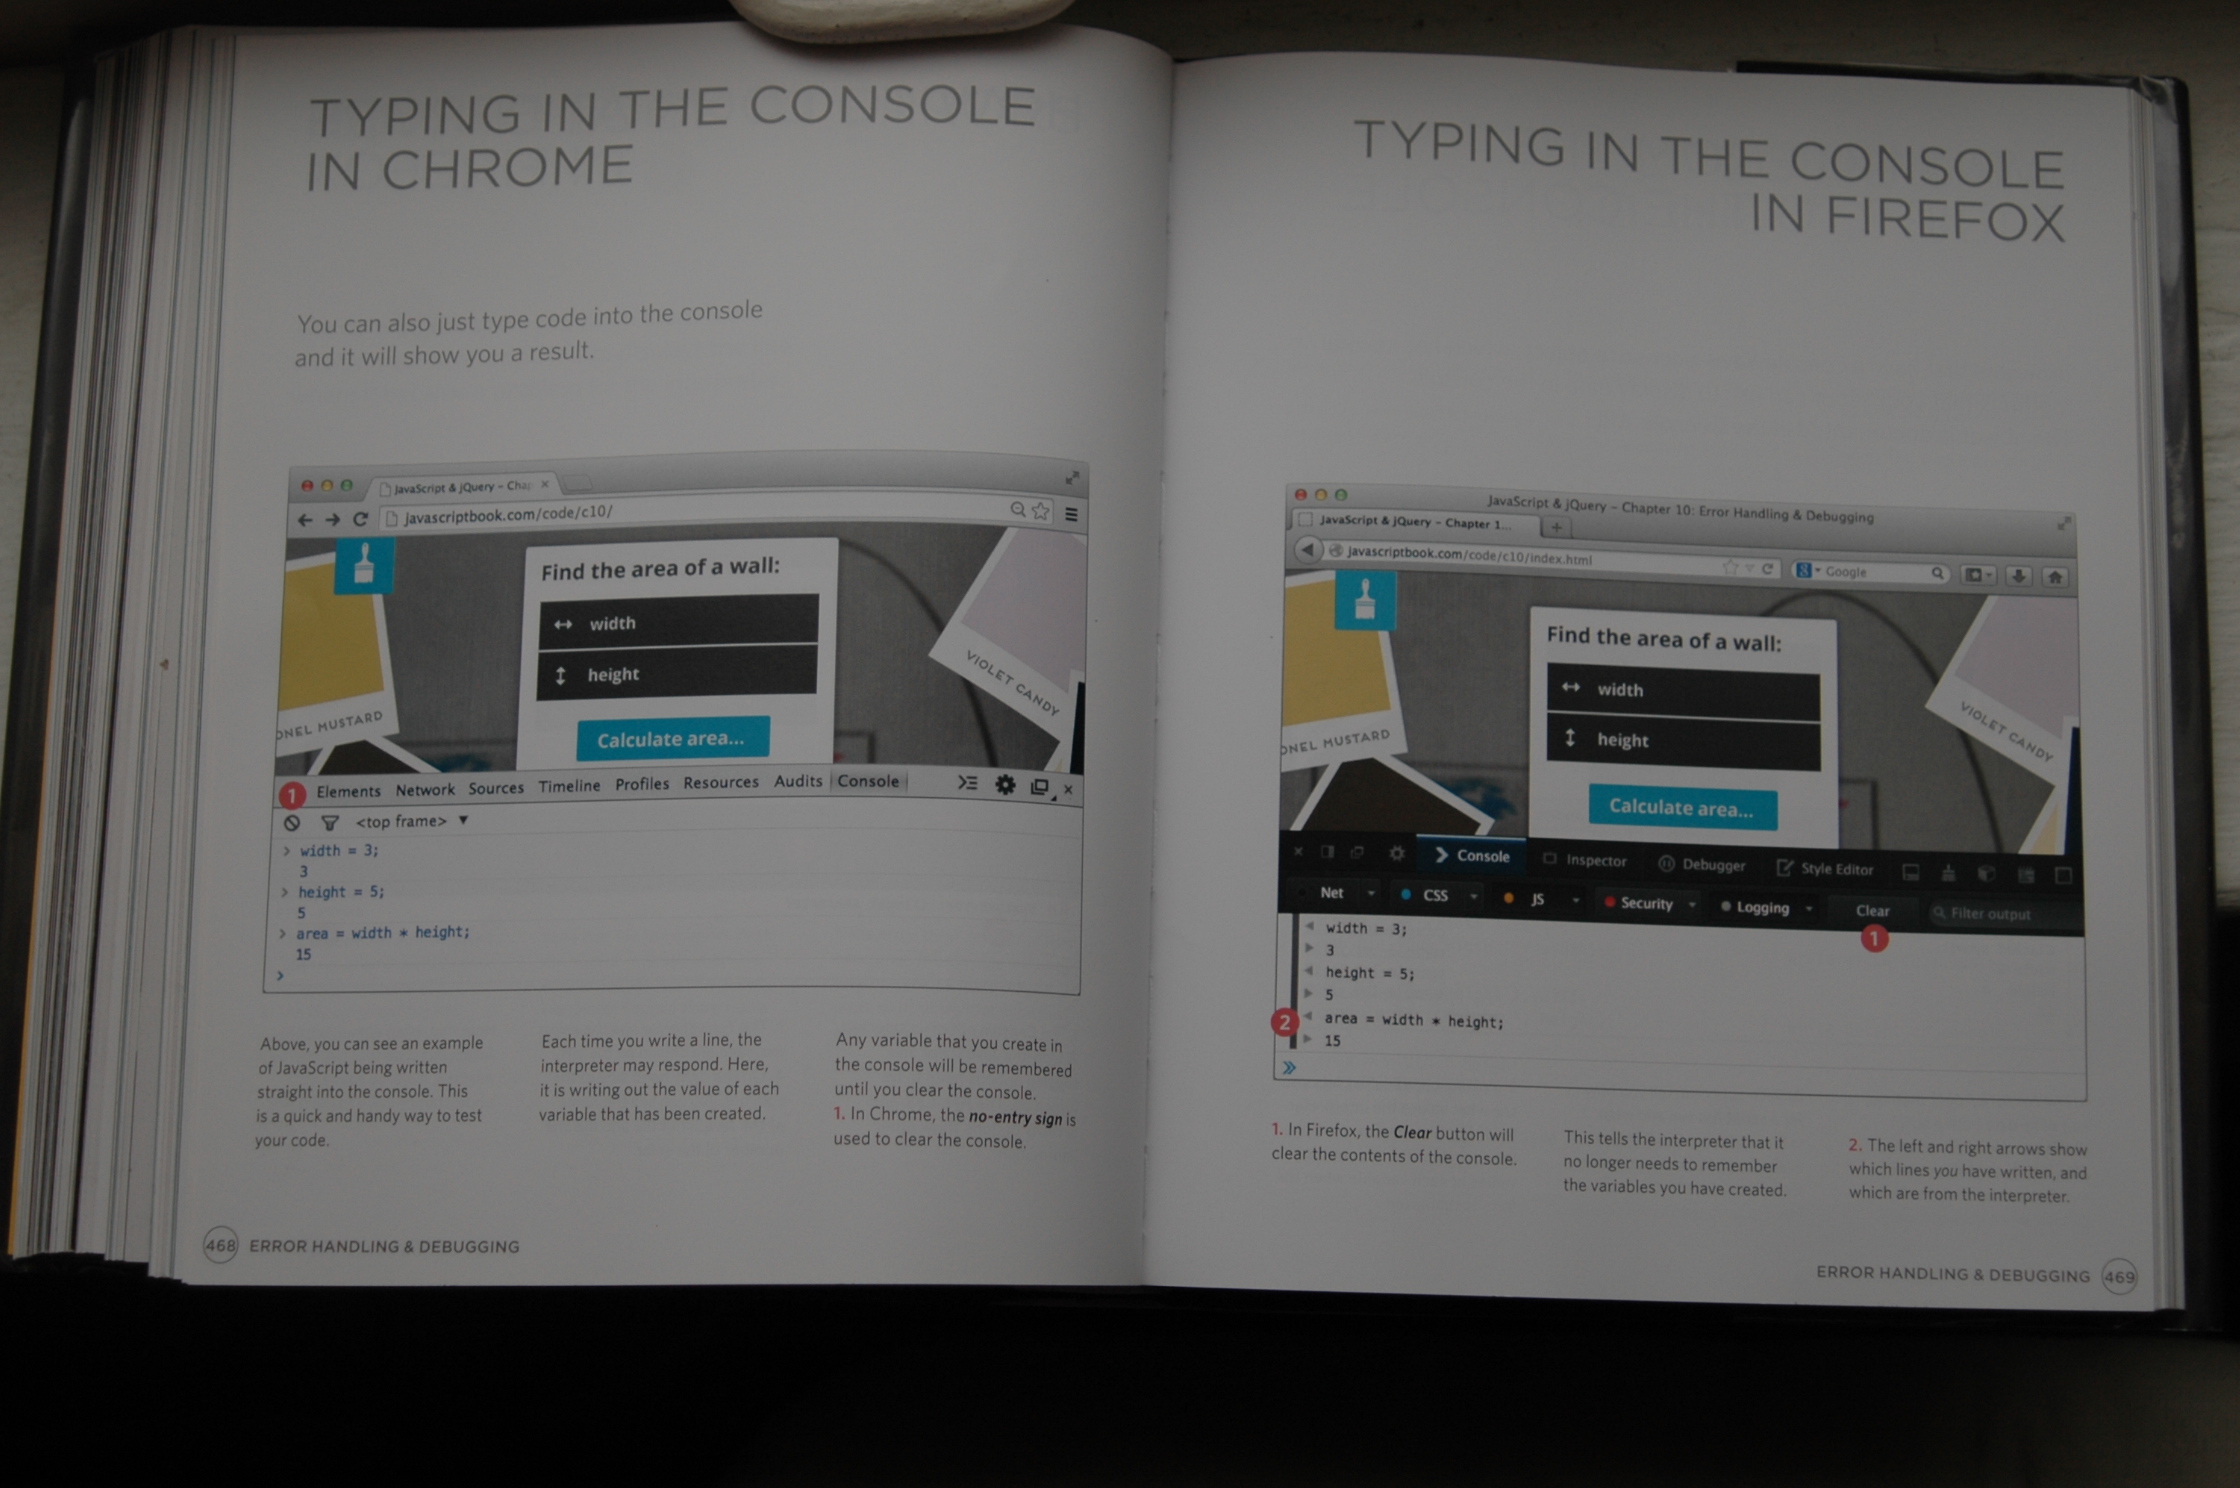 TYPING IN THE CONSOLE
IN CHROME
You can also just type code into the console
and it will show you a result.
JavaScript & jQuery – Chap
javascriptbook.com/code/c10/
Find the area of a wall:
width
height
Calculate area...
ONEL MUSTARD
VIOLET CANDY
1 Elements Network Sources Timeline Profiles Resources Audits Console
<top frame>
> width = 3;
3
> height = 5;
5
> area = width * height;
15
>
Above, you can see an example
of JavaScript being written
straight into the console. This
is a quick and handy way to test
your code.
Each time you write a line, the
interpreter may respond. Here,
it is writing out the value of each
variable that has been created.
Any variable that you create in
the console will be remembered
until you clear the console.
1. In Chrome, the no-entry sign is
used to clear the console.
468 ERROR HANDLING & DEBUGGING
TYPING IN THE CONSOLE
IN FIREFOX
JavaScript & jQuery – Chapter 10: Error Handling & Debugging
JavaScript & jQuery – Chapter 1...
javascriptbook.com/code/c10/index.html
Google
Find the area of a wall:
width
height
Calculate area...
ONEL MUSTARD
VIOLET CANDY
Console Inspector Debugger Style Editor
Net CSS JS Security Logging Clear Filter output
1
width = 3;
3
height = 5;
5
2 area = width * height;
15
»
1. In Firefox, the Clear button will
clear the contents of the console.
This tells the interpreter that it
no longer needs to remember
the variables you have created.
2. The left and right arrows show
which lines you have written, and
which are from the interpreter.
ERROR HANDLING & DEBUGGING 469